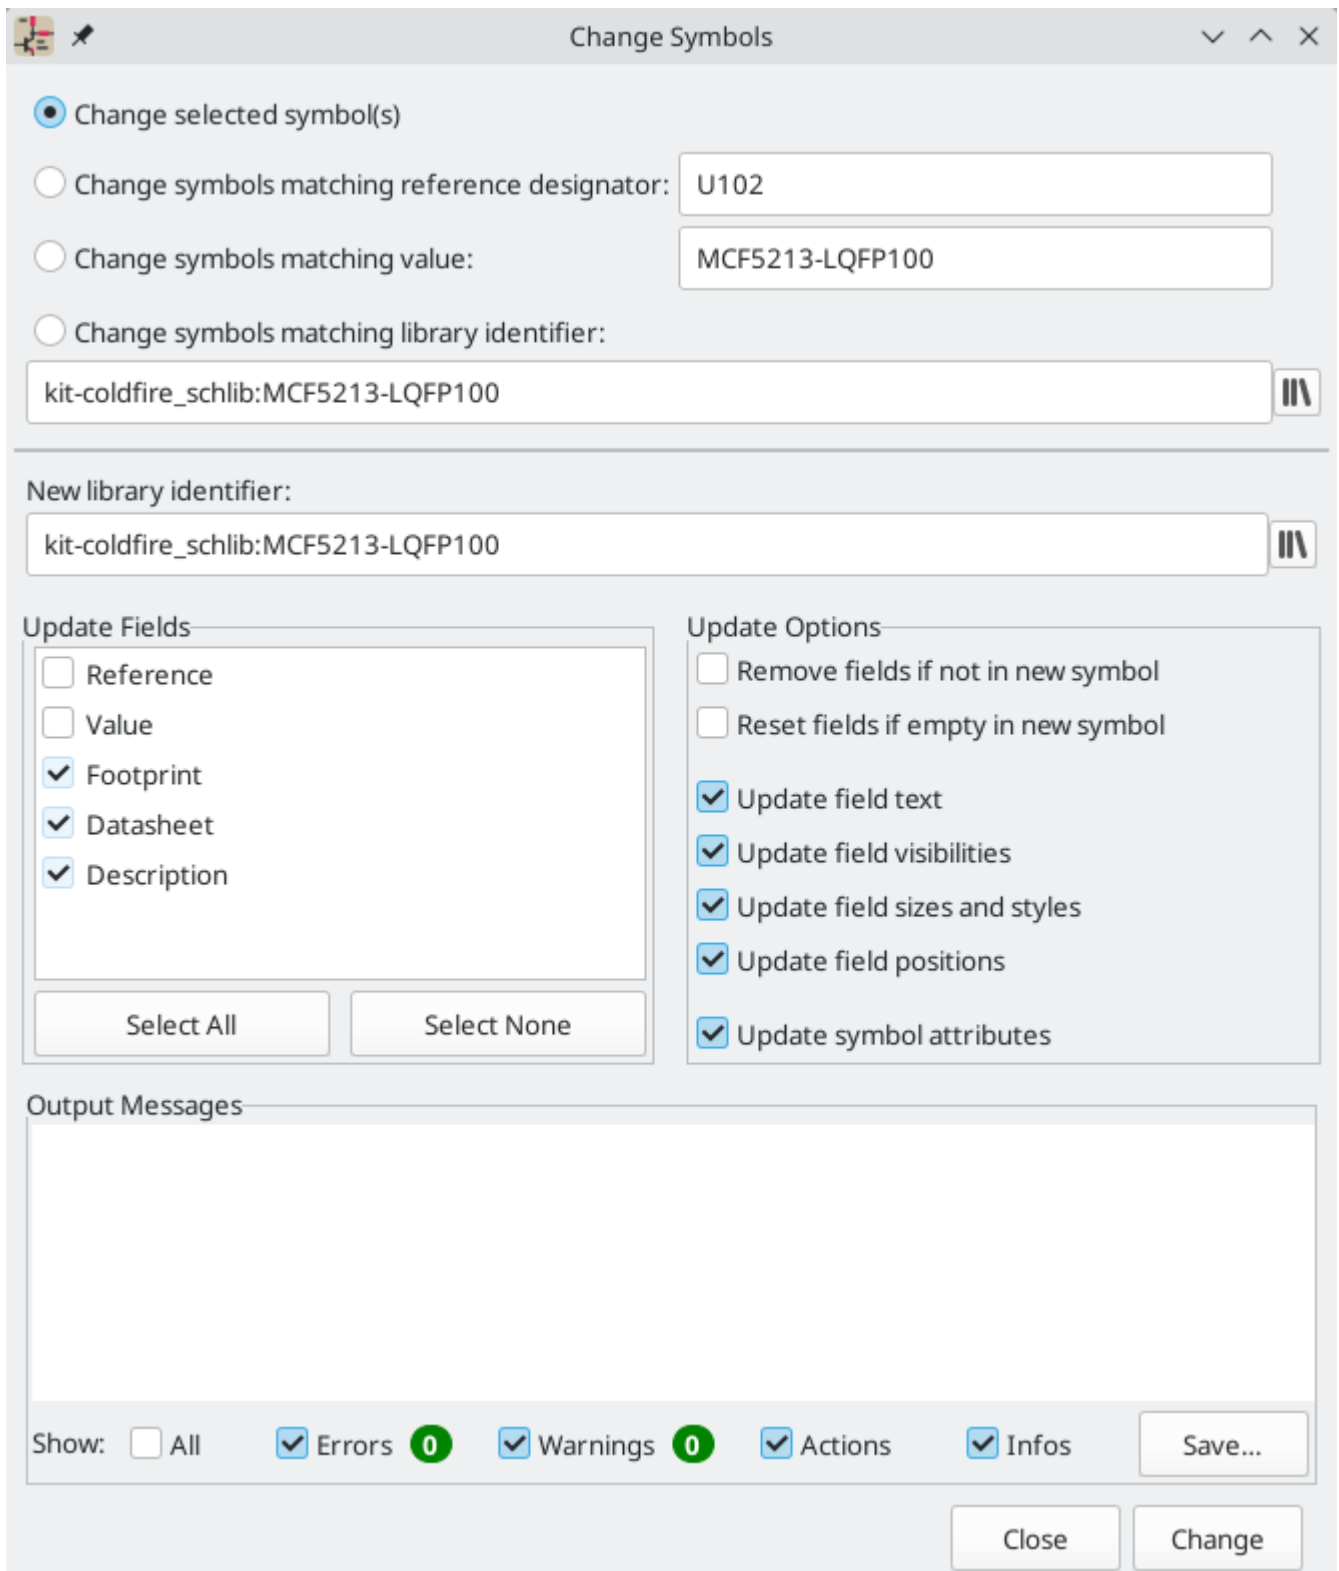 Change Symbols
Change selected symbol(s)
Change symbols matching reference designator: U102
Change symbols matching value: MCF5213-LQFP100
Change symbols matching library identifier:
kit-coldfire_schlib:MCF5213-LQFP100
New library identifier:
kit-coldfire_schlib:MCF5213-LQFP100
Update Fields
Reference
Value
Footprint
Datasheet
Description
Select All Select None
Update Options
Remove fields if not in new symbol
Reset fields if empty in new symbol
Update field text
Update field visibilities
Update field sizes and styles
Update field positions
Update symbol attributes
Output Messages
Show: All Errors 0 Warnings 0 Actions Infos Save...
Close Change